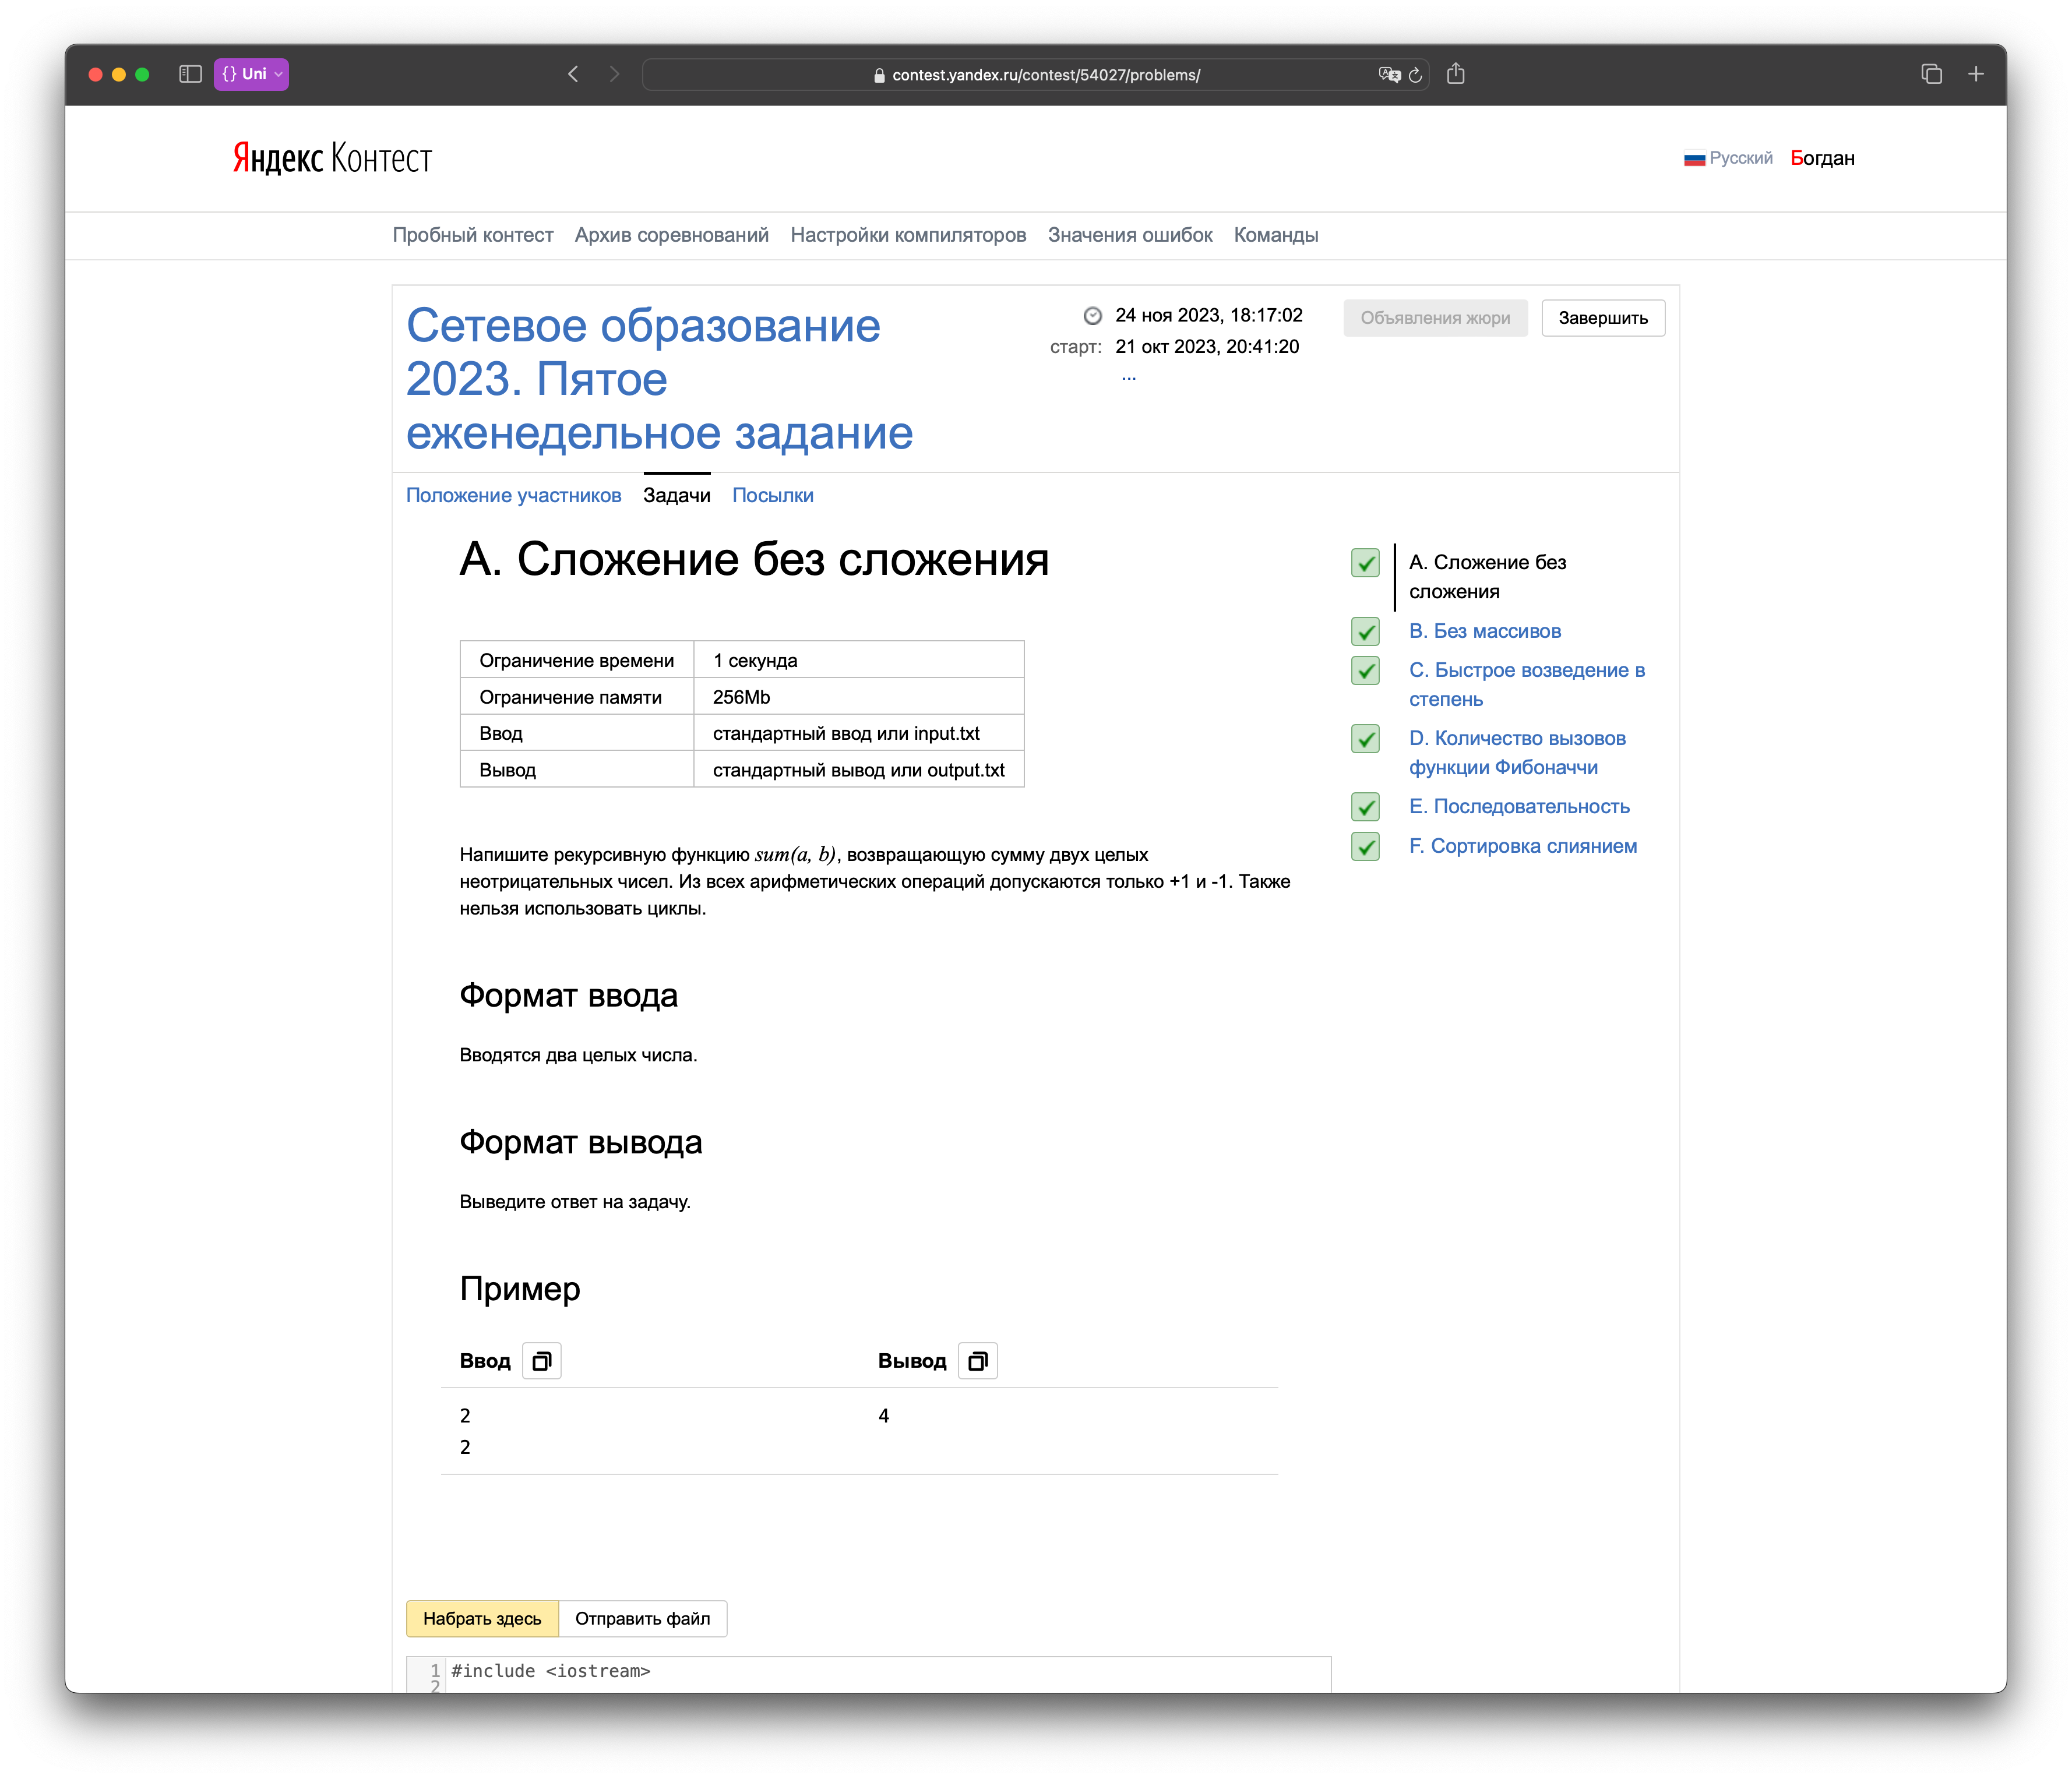 {} Uni
contest.yandex.ru/contest/54027/problems/
Яндекс Контест
Русский Богдан
Пробный контест Архив соревнований Настройки компиляторов Значения ошибок Команды
Сетевое образование
2023. Пятое
еженедельное задание
24 ноя 2023, 18:17:02
старт: 21 окт 2023, 20:41:20
...
Объявления жюри Завершить
Положение участников Задачи Посылки
A. Сложение без сложения
Ограничение времени 1 секунда
Ограничение памяти 256Mb
Ввод стандартный ввод или input.txt
Вывод стандартный вывод или output.txt
Напишите рекурсивную функцию sum(a, b), возвращающую сумму двух целых
неотрицательных чисел. Из всех арифметических операций допускаются только +1 и -1. Также
нельзя использовать циклы.
Формат ввода
Вводятся два целых числа.
Формат вывода
Выведите ответ на задачу.
Пример
Ввод Вывод
2 4
2
Набрать здесь Отправить файл
1 #include <iostream>
2
A. Сложение без
сложения
B. Без массивов
C. Быстрое возведение в
степень
D. Количество вызовов
функции Фибоначчи
E. Последовательность
F. Сортировка слиянием